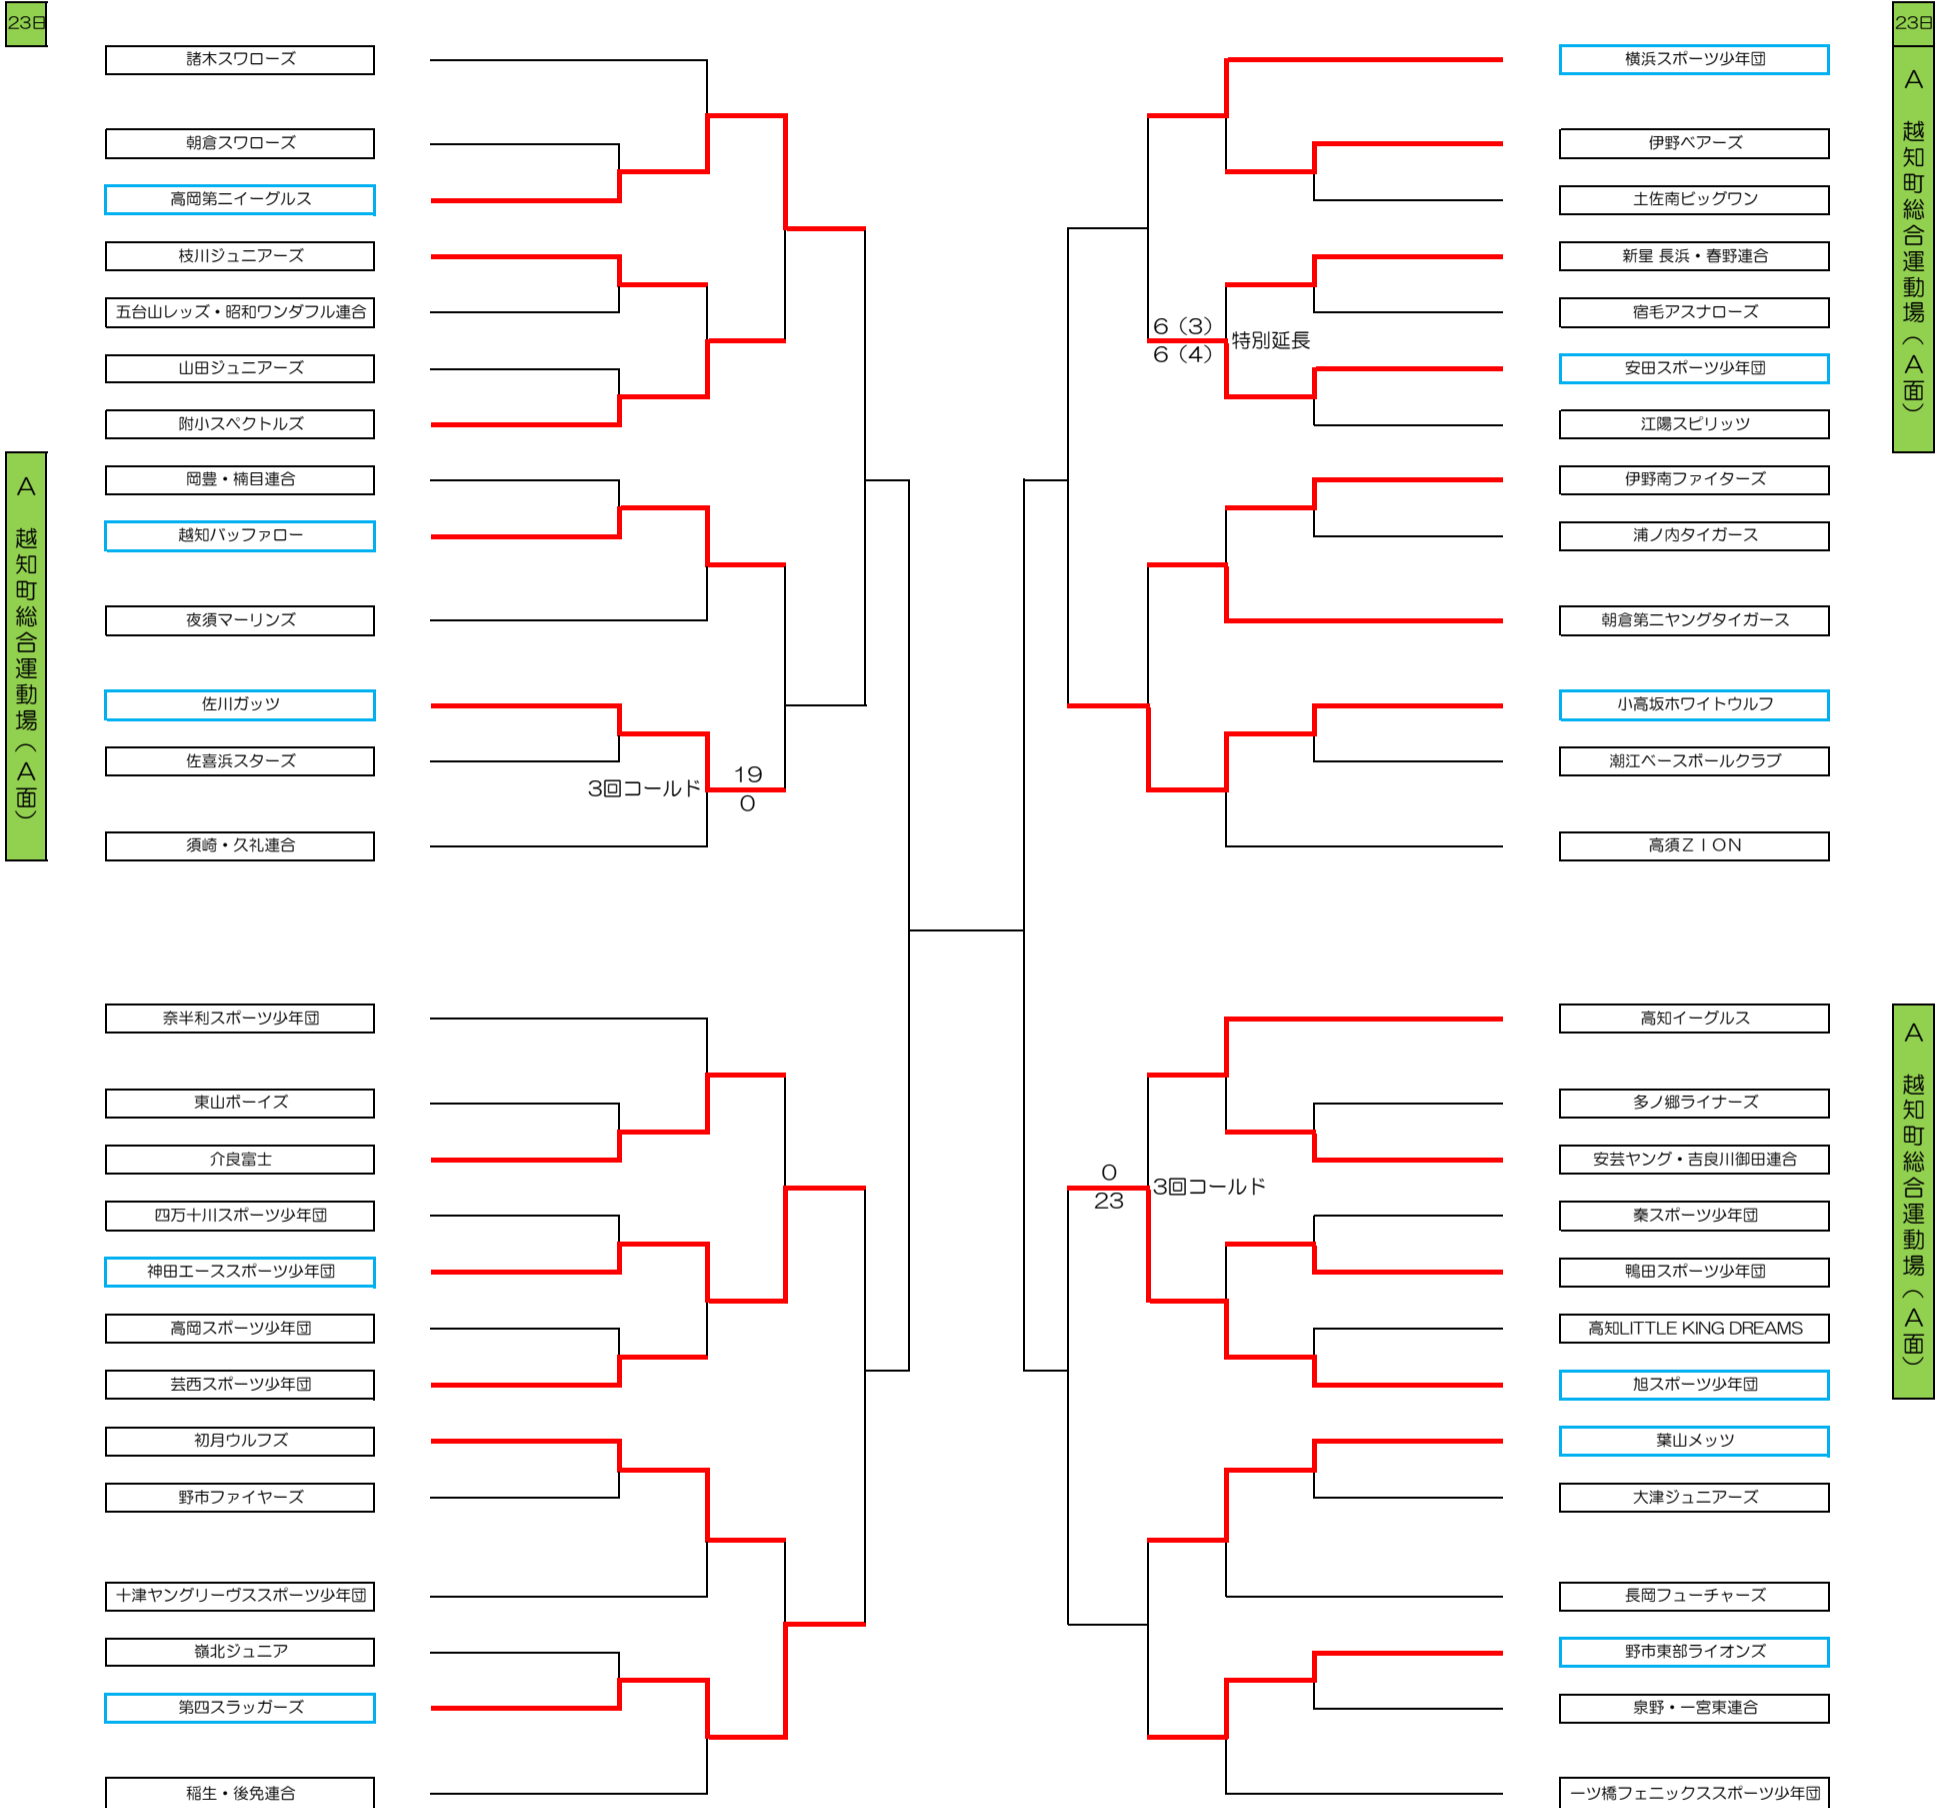 23日
諸木スワローズ
朝倉スワローズ
高岡第二イーグルス
枝川ジュニアーズ
五台山レッズ・昭和ワンダフル連合
山田ジュニアーズ
附小スペクトルズ
岡豊・楠目連合
越知バッファロー
夜須マーリンズ
佐川ガッツ
佐喜浜スターズ
須崎・久礼連合
A 越知町総合運動場(A面)
3回コールド
19
0
奈半利スポーツ少年団
東山ボーイズ
介良富士
四万十川スポーツ少年団
神田エーススポーツ少年団
高岡スポーツ少年団
芸西スポーツ少年団
初月ウルフズ
野市ファイヤーズ
十津ヤングリーヴススポーツ少年団
嶺北ジュニア
第四スラッガーズ
稲生・後免連合
23日
A 越知町総合運動場(A面)
横浜スポーツ少年団
伊野ベアーズ
土佐南ビッグワン
新星 長浜・春野連合
宿毛アスナローズ
安田スポーツ少年団
江陽スピリッツ
伊野南ファイターズ
浦ノ内タイガース
朝倉第二ヤングタイガース
小高坂ホワイトウルフ
潮江ベースボールクラブ
高須ZION
6(3)
6(4)
特別延長
高知イーグルス
多ノ郷ライナーズ
安芸ヤング・吉良川御田連合
秦スポーツ少年団
鴨田スポーツ少年団
高知LITTLE KING DREAMS
旭スポーツ少年団
葉山メッツ
大津ジュニアーズ
長岡フューチャーズ
野市東部ライオンズ
泉野・一宮東連合
一ツ橋フェニックススポーツ少年団
0
23
3回コールド
A 越知町総合運動場(A面)